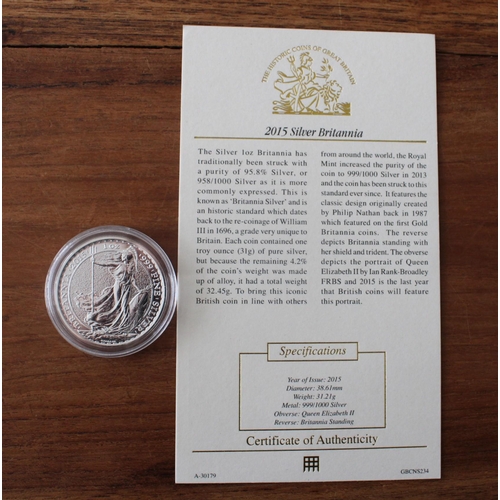 THE HISTORIC COINS OF GREAT BRITAIN
2015 Silver Britannia
The Silver 1oz Britannia has
traditionally been struck with
a purity of 95.8% Silver, or
958/1000 Silver as it is more
commonly expressed. This is
known as 'Britannia Silver' and is
an historic standard which dates
back to the re-coinage of William
III in 1696, a grade very unique to
Britain. Each coin contained one
troy ounce (31g) of pure silver,
but because the remaining 4.2%
of the coin's weight was made
up of alloy, it had a total weight
of 32.45g. To bring this iconic
British coin in line with others
from around the world, the Royal
Mint increased the purity of the
coin to 999/1000 Silver in 2013
and the coin has been struck to this
standard ever since. It features the
classic design originally created
by Philip Nathan back in 1987
which featured on the first Gold
Britannia coins. The reverse
depicts Britannia standing with
her shield and trident. The obverse
depicts the portrait of Queen
Elizabeth II by Ian Rank-Broadley
FRBS and 2015 is the last year
that British coins will feature
this portrait.
Specifications
Year of Issue: 2015
Diameter: 38.61mm
Weight: 31.21g
Metal: 999/1000 Silver
Obverse: Queen Elizabeth II
Reverse: Britannia Standing
Certificate of Authenticity
A-30179
GBCNS234
1OZ 999 FINE SILVER